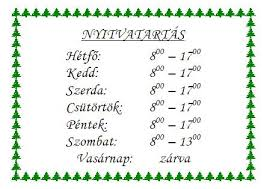 NYITVATARTÁS
Hétfő: 8⁰⁰ – 17⁰⁰
Kedd: 8⁰⁰ – 17⁰⁰
Szerda: 8⁰⁰ – 17⁰⁰
Csütörtök: 8⁰⁰ – 17⁰⁰
Péntek: 8⁰⁰ – 17⁰⁰
Szombat: 8⁰⁰ – 13⁰⁰
Vasárnap: zárva